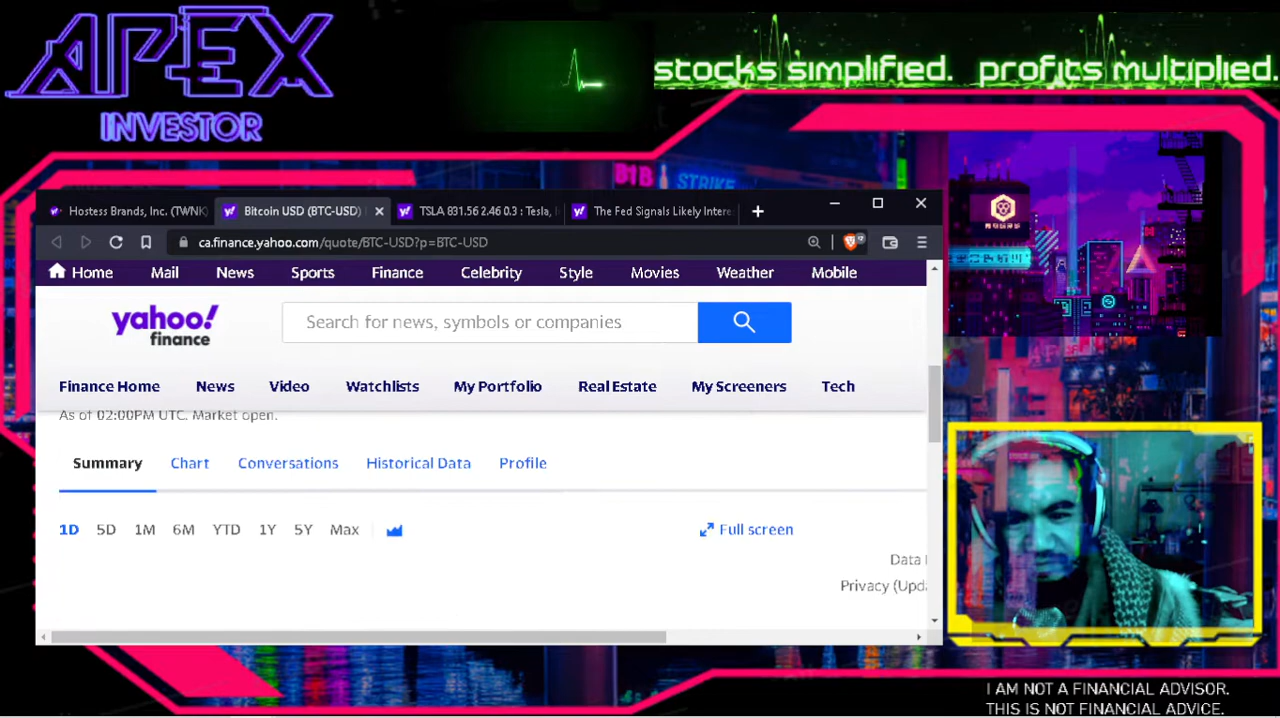 APEX
INVESTOR
stocks simplified. profits multiplied.
Hostess Brands, Inc. (TWNK)
Bitcoin USD (BTC-USD)
TSLA 831.56 2.46 0.3 : Tesla, I
The Fed Signals Likely Intere
ca.finance.yahoo.com/quote/BTC-USD?p=BTC-USD
Home Mail News Sports Finance Celebrity Style Movies Weather Mobile
yahoo!
finance
Search for news, symbols or companies
Finance Home News Video Watchlists My Portfolio Real Estate My Screeners Tech
As of 02:00PM UTC. Market open.
Summary Chart Conversations Historical Data Profile
1D 5D 1M 6M YTD 1Y 5Y Max Full screen
Data
Privacy (Upda
I AM NOT A FINANCIAL ADVISOR.
THIS IS NOT FINANCIAL ADVICE.